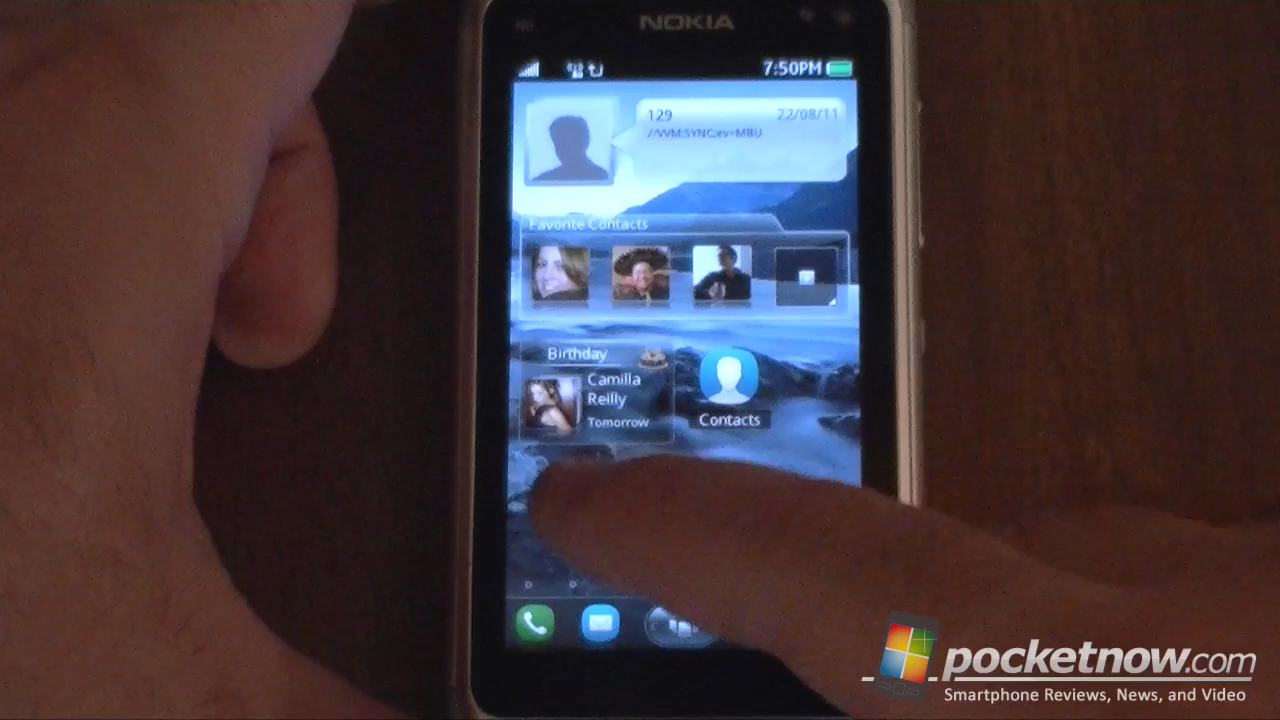 N8
NOKIA
7:50PM
129 22/08/11
//VVM:SYNC:ev=MBU
Favorite Contacts
Birthday
Camilla
Reilly
Tomorrow
Contacts
pocketnow.com
Smartphone Reviews, News, and Video